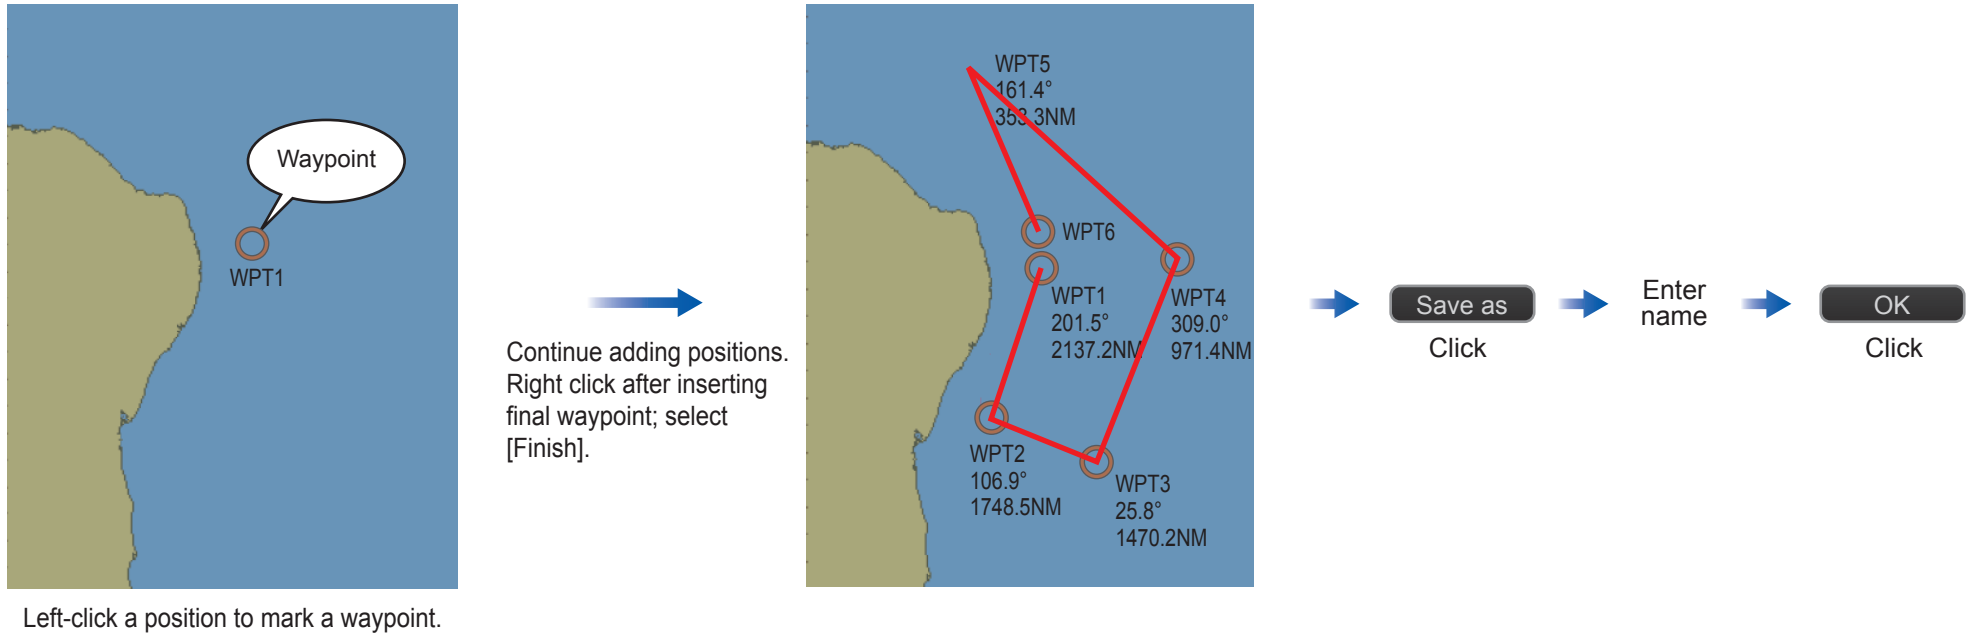 Waypoint
WPT1
Left-click a position to mark a waypoint.
Continue adding positions.
Right click after inserting
final waypoint; select
[Finish].
WPT5
161.4°
353.3NM
WPT6
WPT1
201.5°
2137.2NM
WPT4
309.0°
971.4NM
WPT2
106.9°
1748.5NM
WPT3
25.8°
1470.2NM
Save as
Click
Enter
name
OK
Click